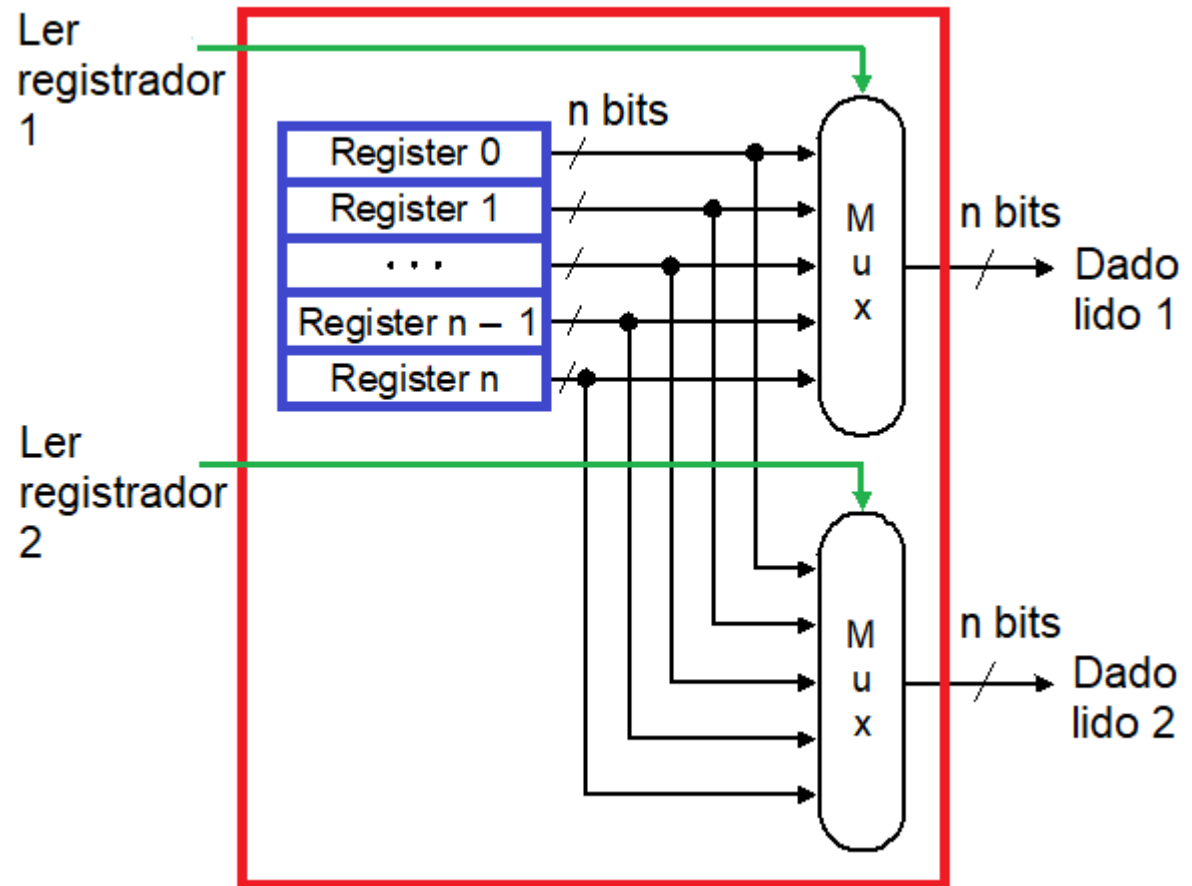 Ler
registrador
1
n bits
Register 0
Register 1
...
Register n – 1
Register n
M
u
x
n bits
Dado
lido 1
Ler
registrador
2
M
u
x
n bits
Dado
lido 2